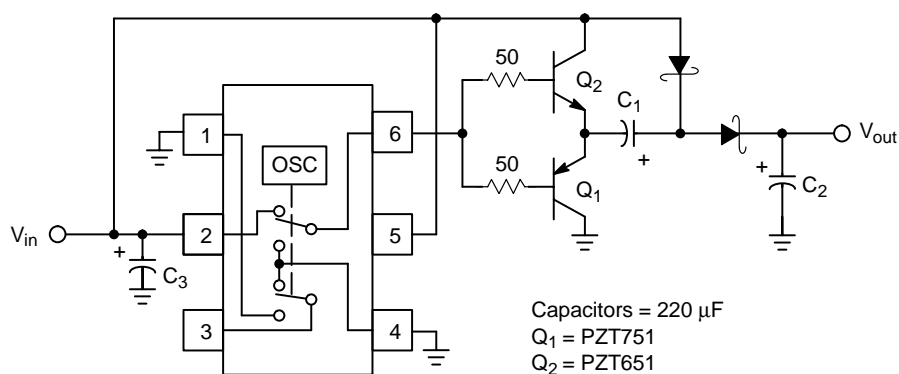 50
Q2
C1
+
Vout
1
6
OSC
50
Q1
+
C2
Vin
2
5
+
C3
3
4
Capacitors = 220 μF
Q1 = PZT751
Q2 = PZT651